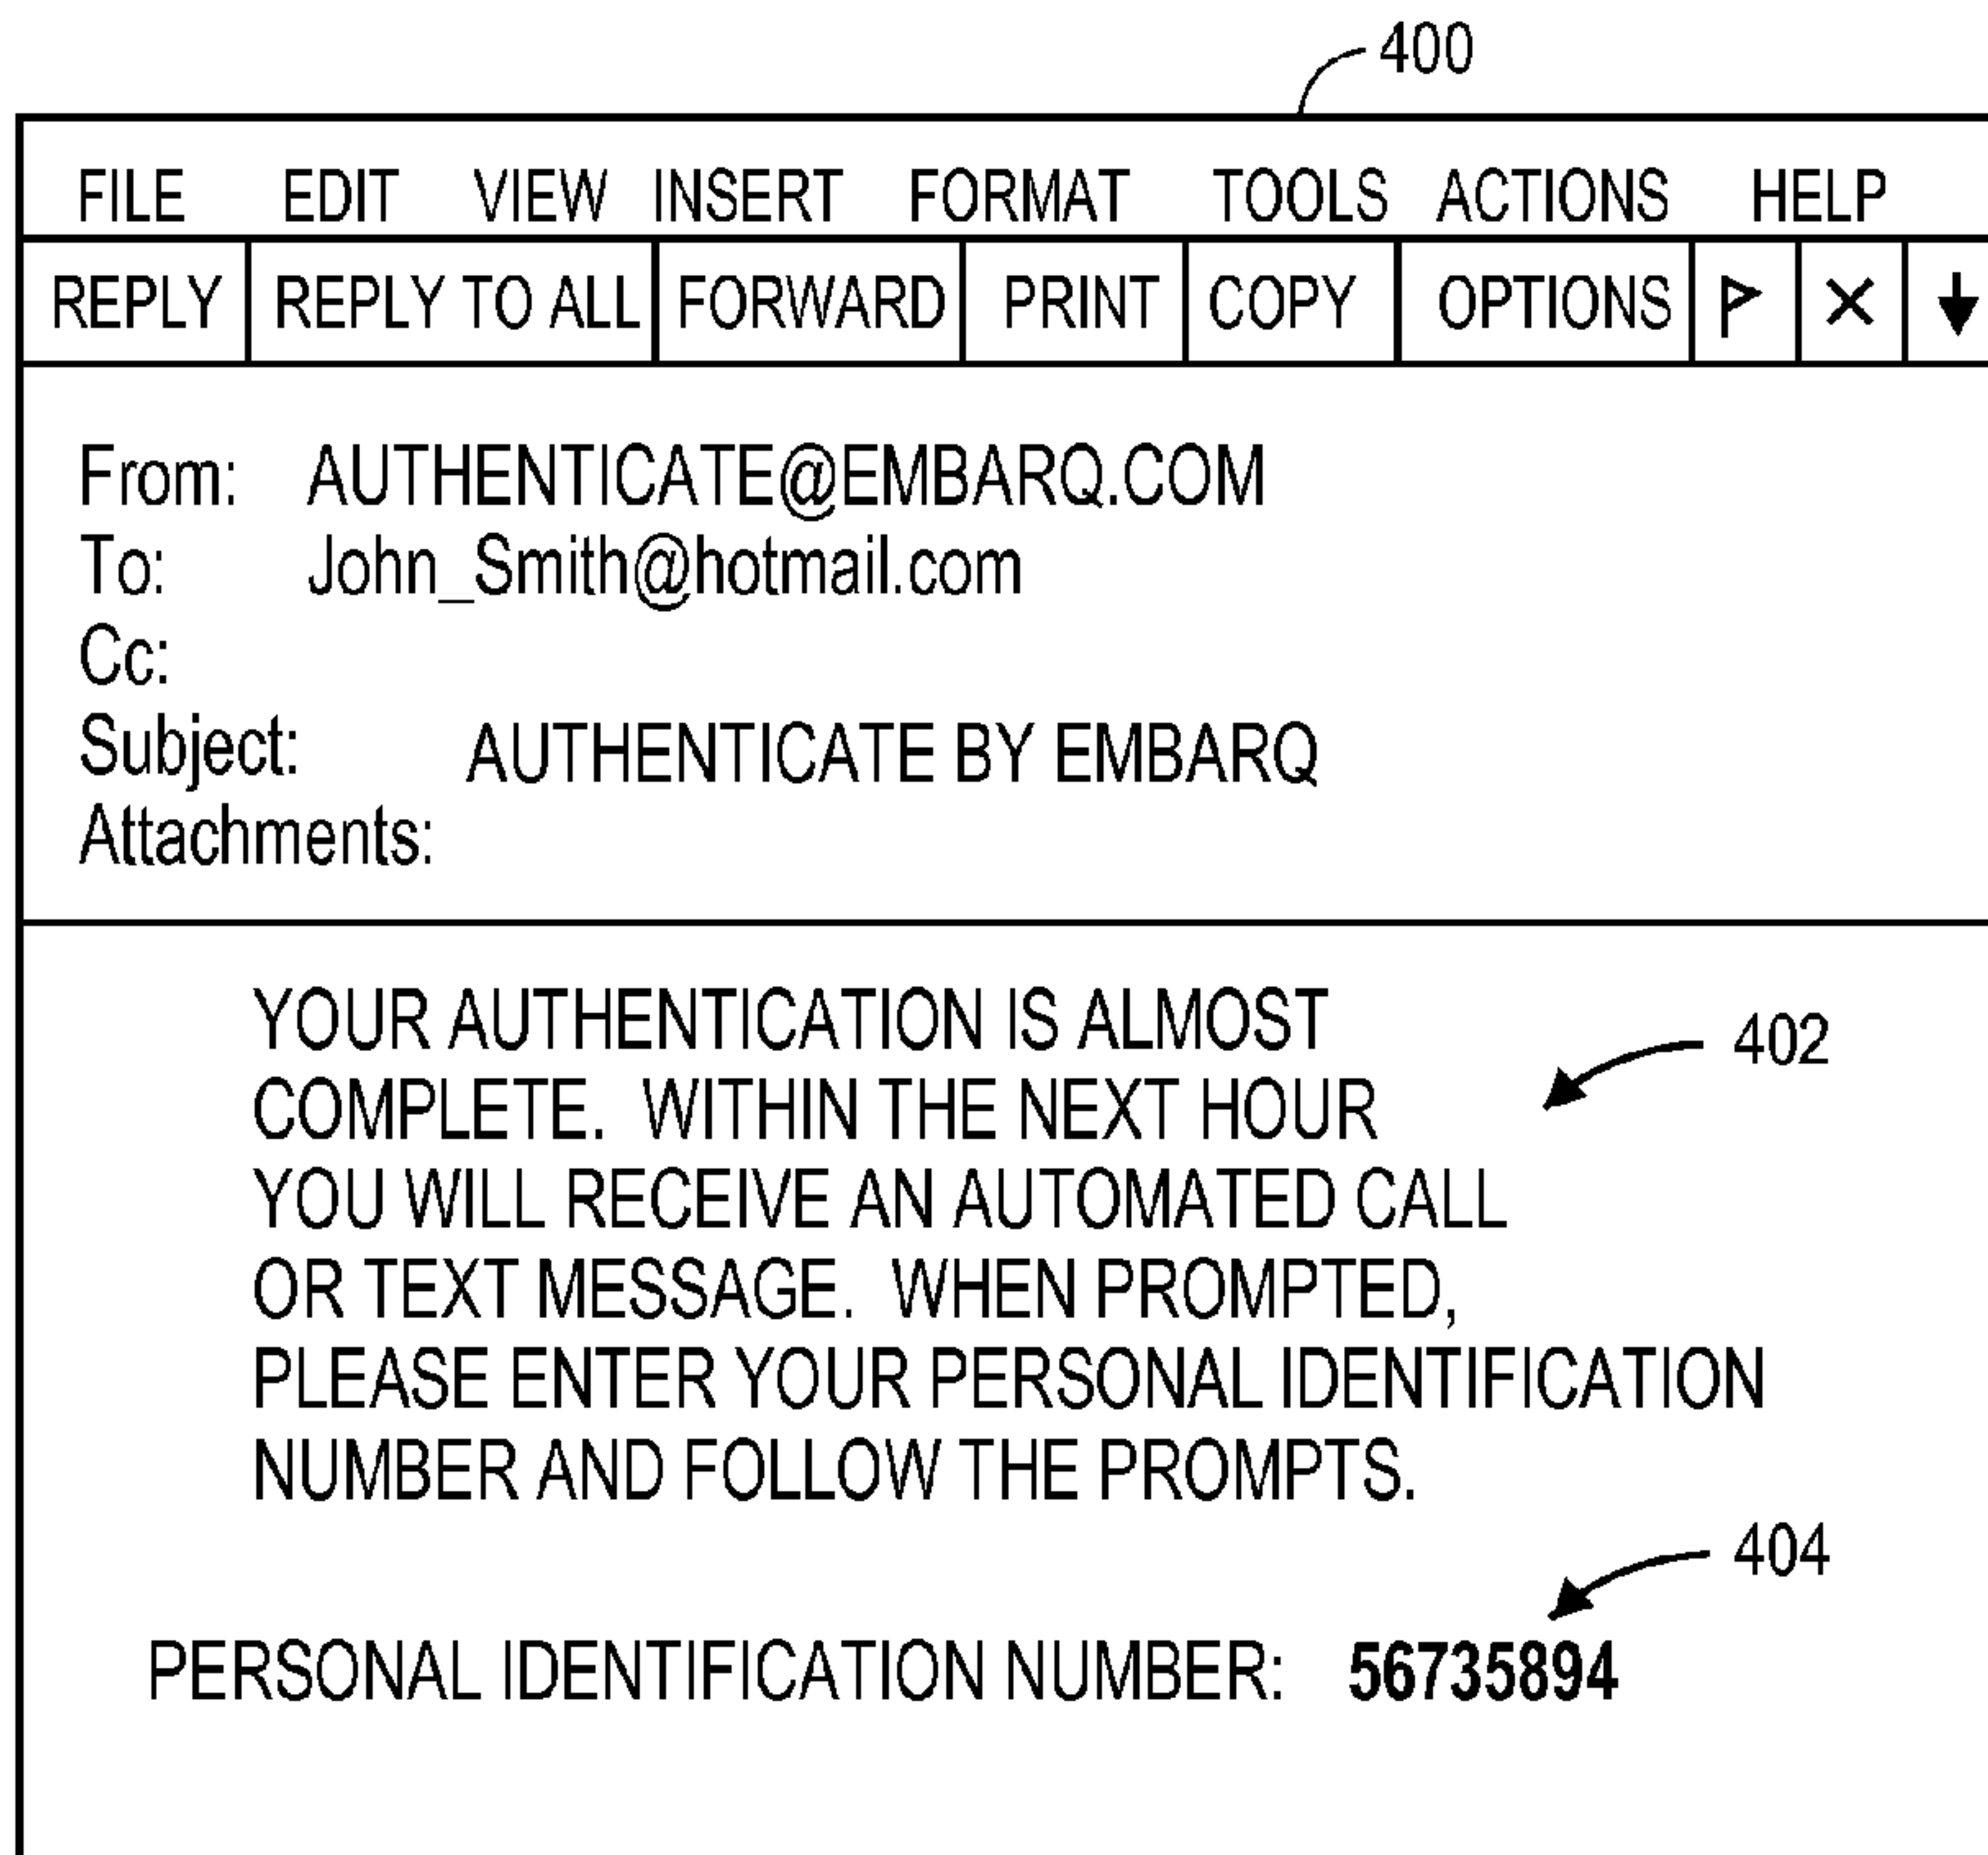 400
FILE EDIT VIEW INSERT FORMAT TOOLS ACTIONS HELP
REPLY REPLY TO ALL FORWARD PRINT COPY OPTIONS
From: AUTHENTICATE@EMBARQ.COM
To: John_Smith@hotmail.com
Cc:
Subject: AUTHENTICATE BY EMBARQ
Attachments:
YOUR AUTHENTICATION IS ALMOST
402
COMPLETE. WITHIN THE NEXT HOUR
YOU WILL RECEIVE AN AUTOMATED CALL
OR TEXT MESSAGE. WHEN PROMPTED,
PLEASE ENTER YOUR PERSONAL IDENTIFICATION
NUMBER AND FOLLOW THE PROMPTS.
404
PERSONAL IDENTIFICATION NUMBER: 56735894